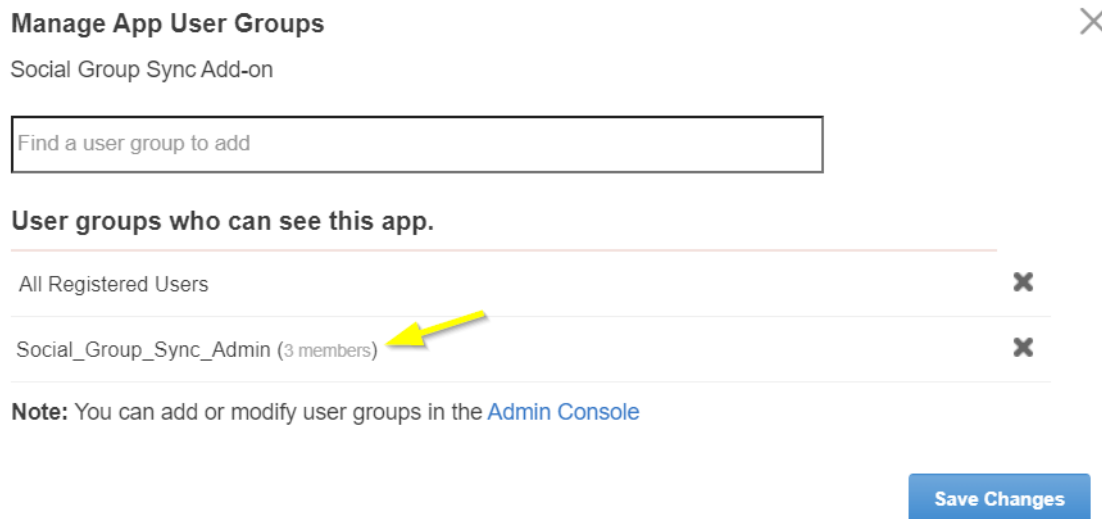 Manage App User Groups
Social Group Sync Add-on
Find a user group to add
User groups who can see this app.
All Registered Users
Social_Group_Sync_Admin (3 members)
Note: You can add or modify user groups in the Admin Console
Save Changes